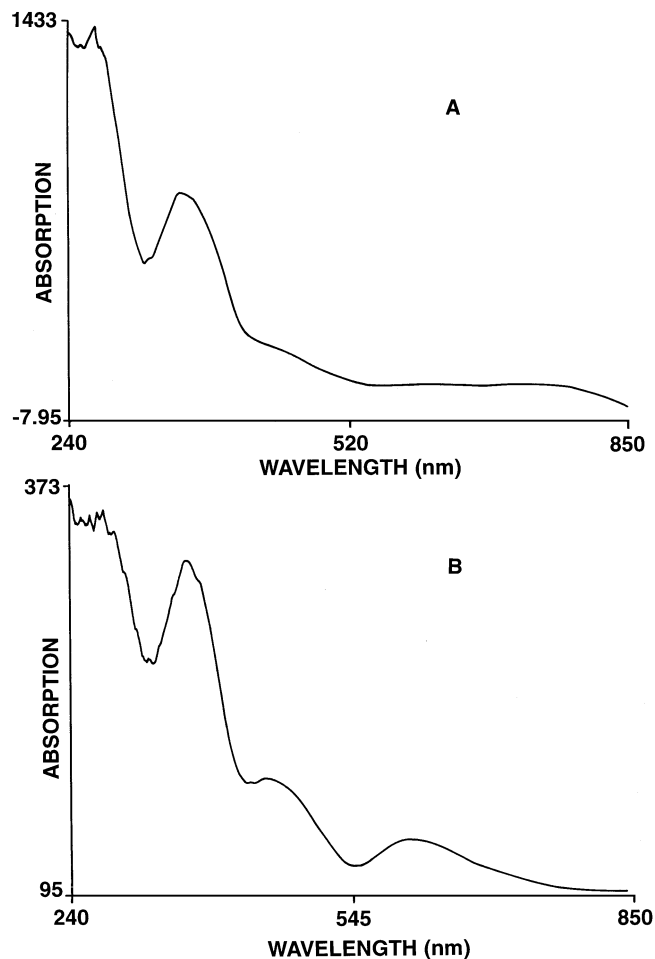 1433
A
ABSORPTION
-7.95
240
520
850
WAVELENGTH (nm)
373
B
ABSORPTION
95
240
545
850
WAVELENGTH (nm)